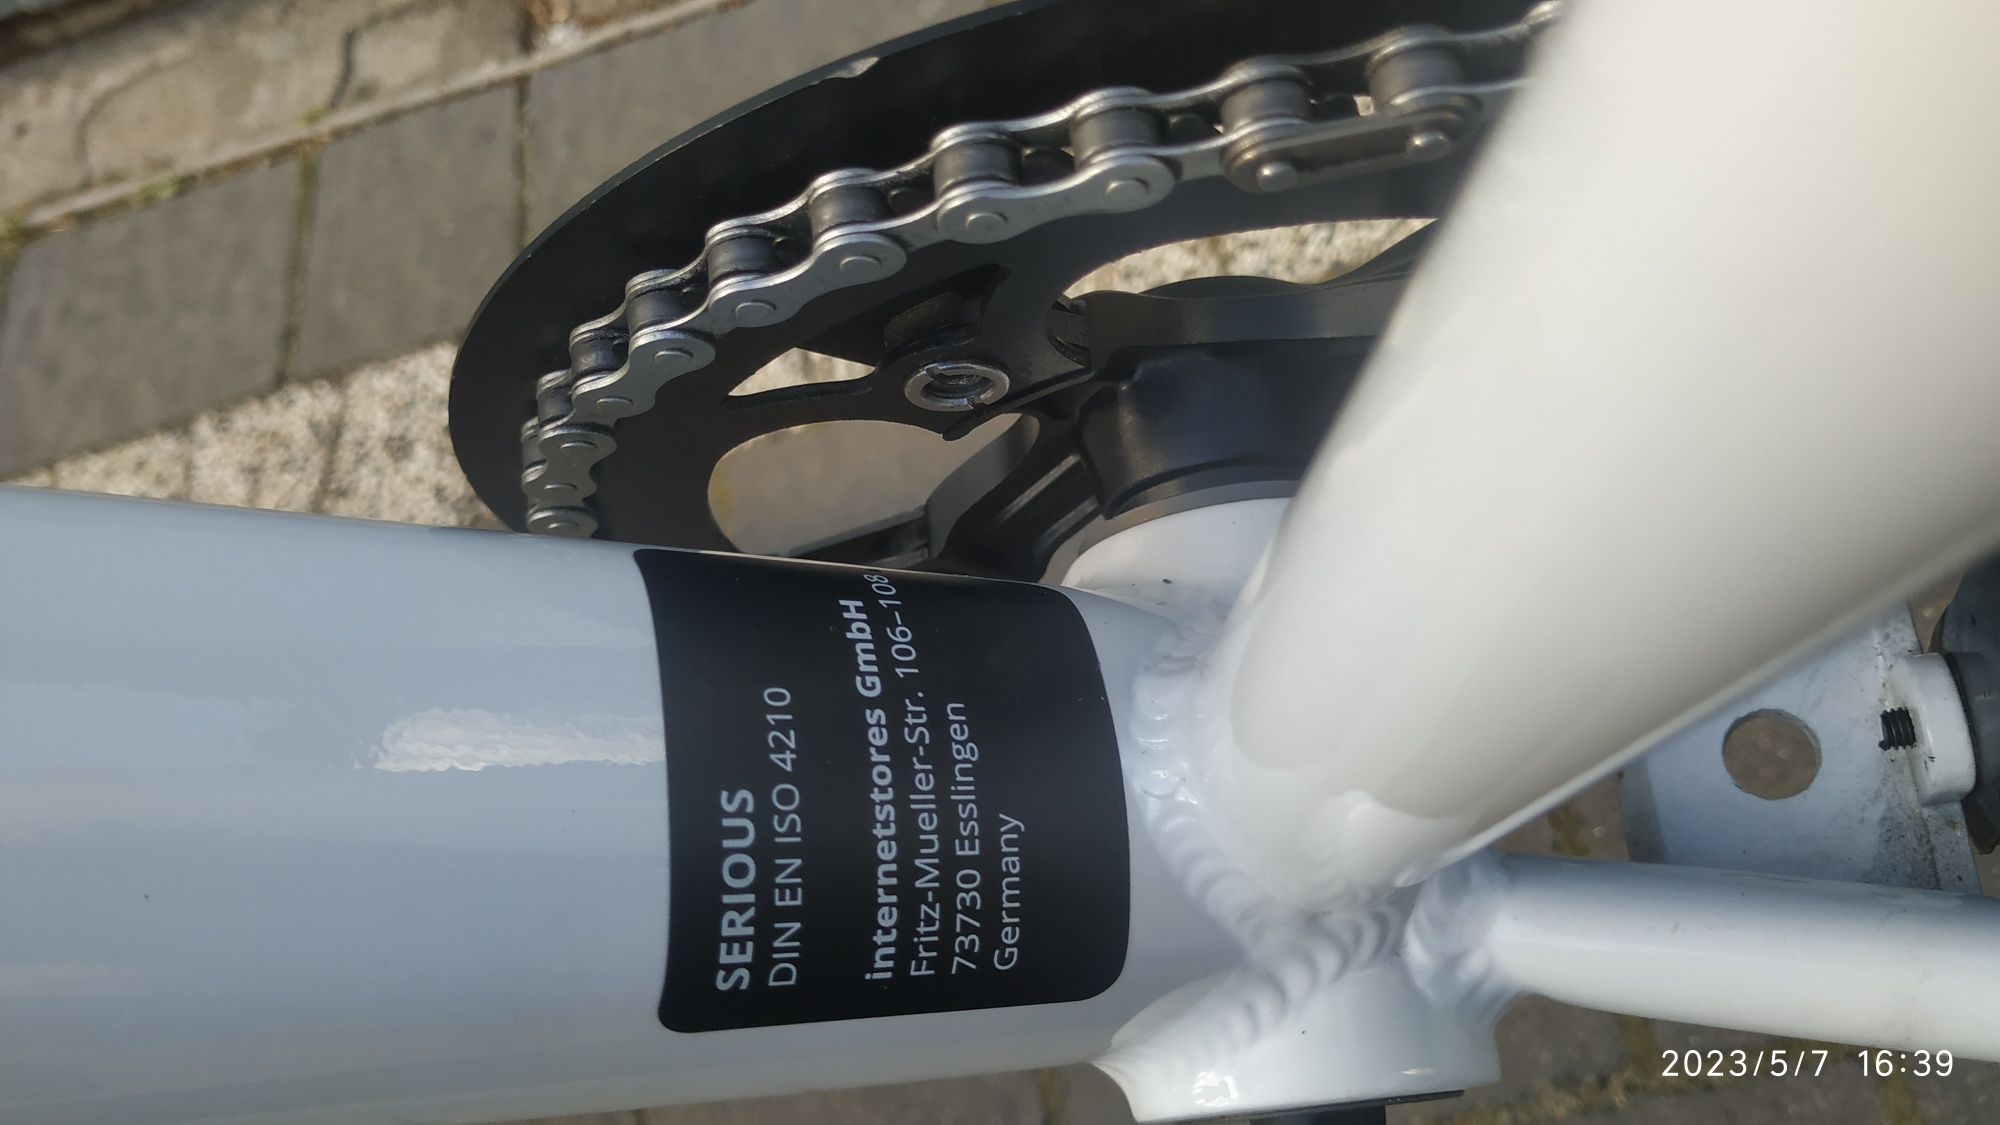 SERIOUS
DIN EN ISO 4210
internetstores GmbH
Fritz-Mueller-Str. 106–108
73730 Esslingen
Germany
2023/5/7 16:39